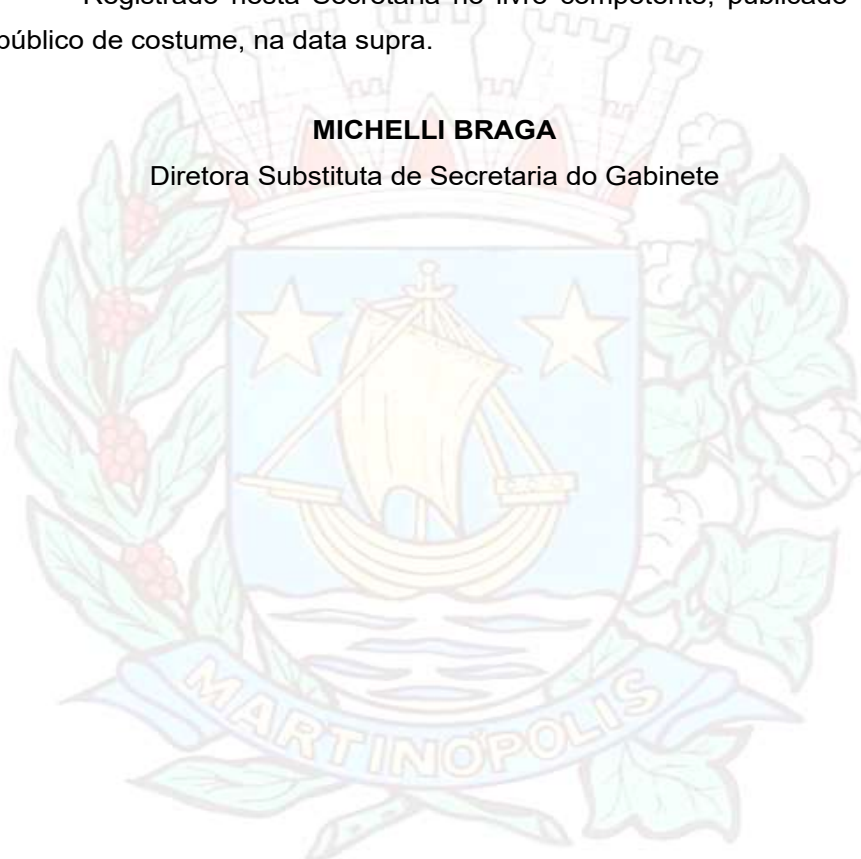 Registrado nesta Secretaria no livro competente, publicado
público de costume, na data supra.
MICHELLI BRAGA
Diretora Substituta de Secretaria do Gabinete
MARTINÓPOLIS